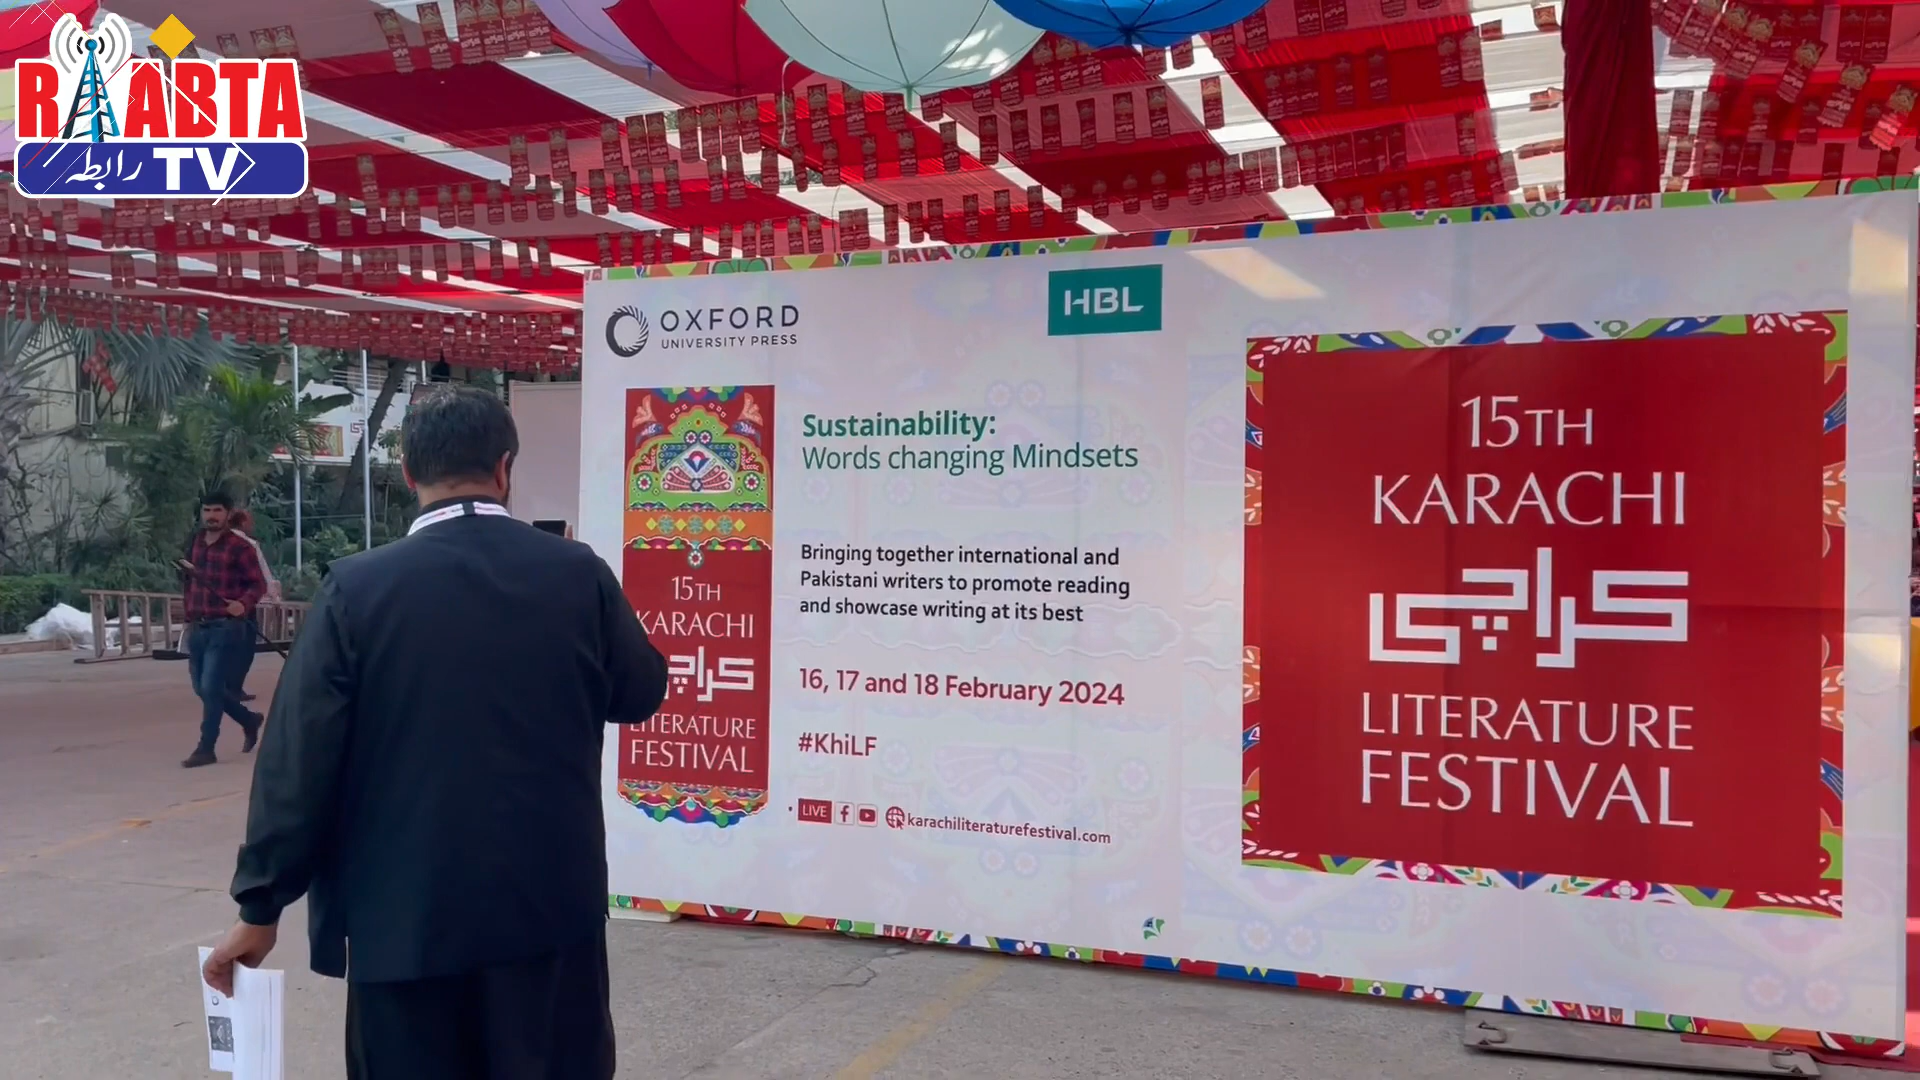 RAABTA
رابطہ TV
OXFORD
UNIVERSITY PRESS
HBL
Sustainability:
Words changing Mindsets
Bringing together international and
Pakistani writers to promote reading
and showcase writing at its best
16, 17 and 18 February 2024
#KhiLF
LIVE
karachiliteraturefestival.com
15TH
KARACHI
کراچی
LITERATURE
FESTIVAL
15TH
KARACHI
کراچی
LITERATURE
FESTIVAL